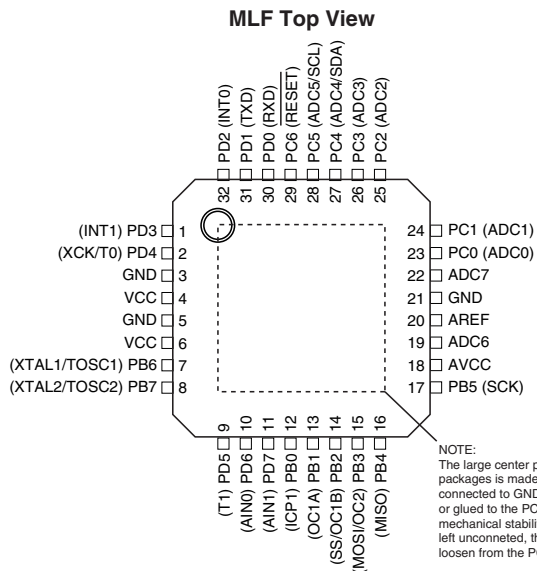 MLF Top View
PD2 (INT0)
PD1 (TXD)
PD0 (RXD)
PC6 (RESET)
PC5 (ADC5/SCL)
PC4 (ADC4/SDA)
PC3 (ADC3)
PC2 (ADC2)
32
31
30
29
28
27
26
25
(INT1) PD3 1
(XCK/T0) PD4 2
GND 3
VCC 4
GND 5
VCC 6
(XTAL1/TOSC1) PB6 7
(XTAL2/TOSC2) PB7 8
24 PC1 (ADC1)
23 PC0 (ADC0)
22 ADC7
21 GND
20 AREF
19 ADC6
18 AVCC
17 PB5 (SCK)
9
10
11
12
13
14
15
16
(T1) PD5
(AIN0) PD6
(AIN1) PD7
(ICP1) PB0
(OC1A) PB1
(SS/OC1B) PB2
(MOSI/OC2) PB3
(MISO) PB4
NOTE:
The large center p
packages is made
connected to GND
or glued to the PC
mechanical stabili
left unconneted, th
loosen from the PC